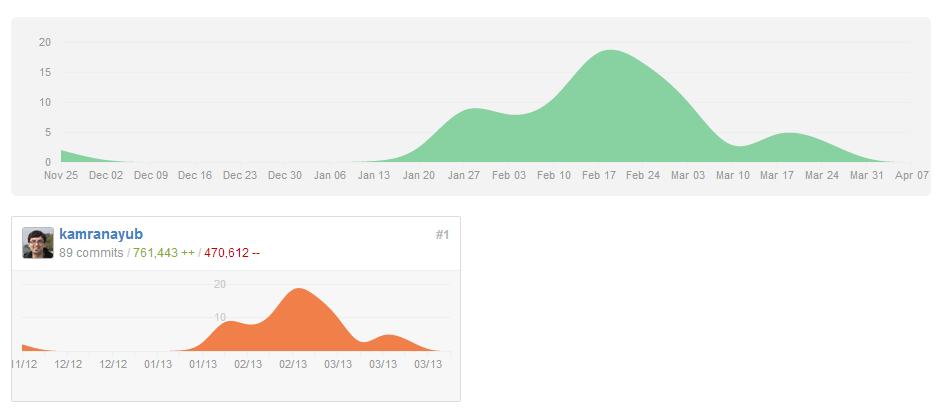 20
15
10
5
0
Nov 25 Dec 02 Dec 09 Dec 16 Dec 23 Dec 30 Jan 06 Jan 13 Jan 20 Jan 27 Feb 03 Feb 10 Feb 17 Feb 24 Mar 03 Mar 10 Mar 17 Mar 24 Mar 31 Apr 07
kamranayub #1
89 commits / 761,443 ++ / 470,612 --
20
10
11/12 12/12 12/12 01/13 01/13 02/13 02/13 03/13 03/13 03/13